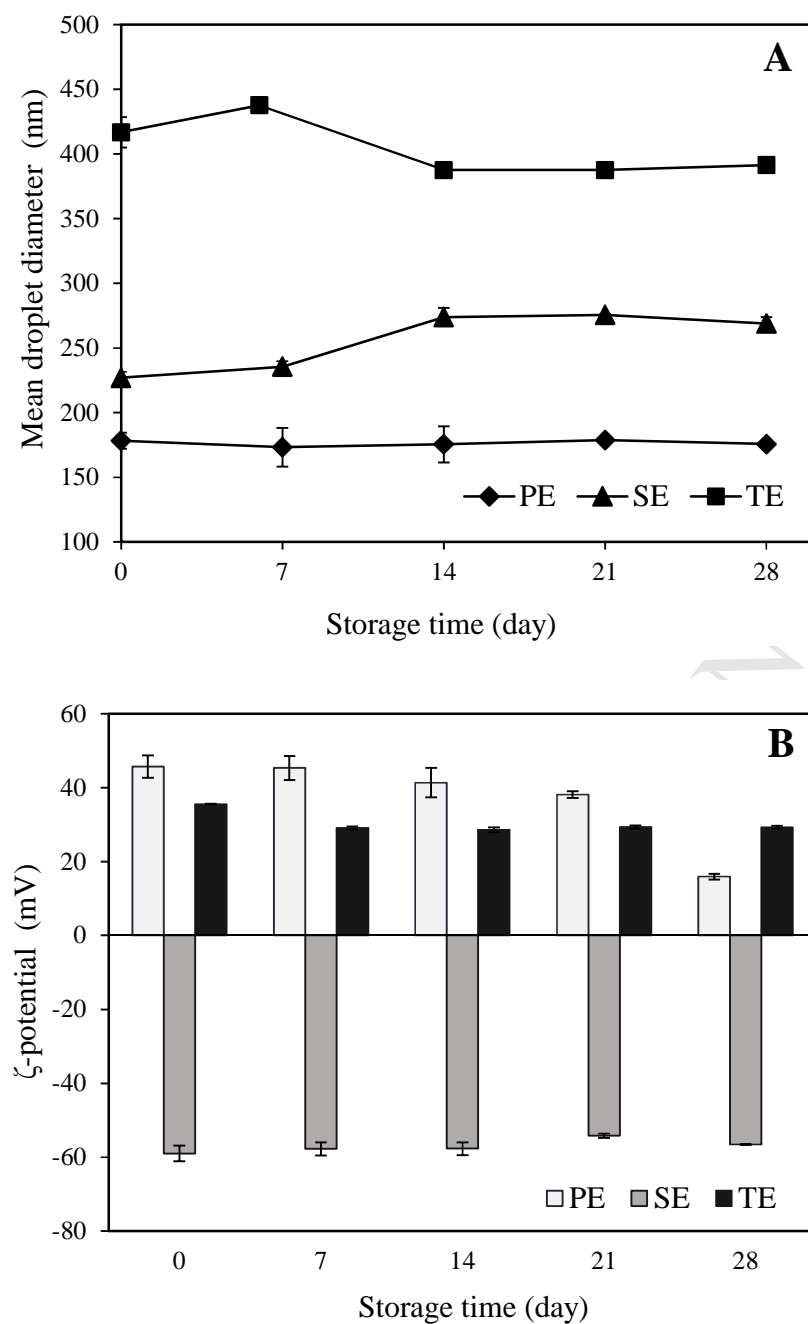 A
Mean droplet diameter (nm)
500
450
400
350
300
250
200
150
100
PE SE TE
0 7 14 21 28
Storage time (day)
B
ζ-potential (mV)
60
40
20
0
-20
-40
-60
-80
PE SE TE
0 7 14 21 28
Storage time (day)